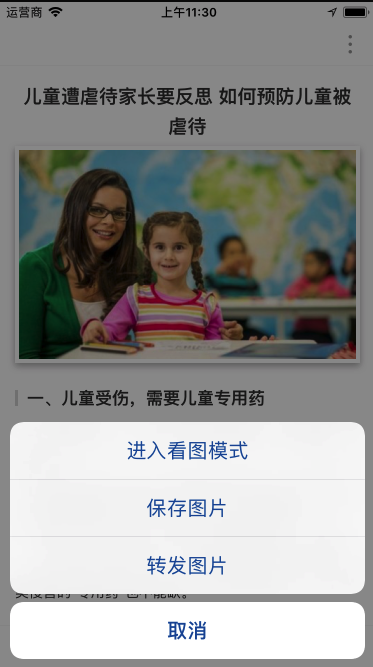 运营商 上午11:30
儿童遭虐待家长要反思 如何预防儿童被
虐待
一、儿童受伤，需要儿童专用药
进入看图模式
保存图片
转发图片
取消